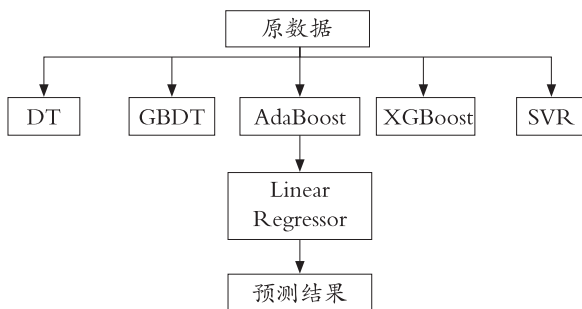 原数据
DT
GBDT
AdaBoost
XGBoost
SVR
Linear
Regressor
预测结果